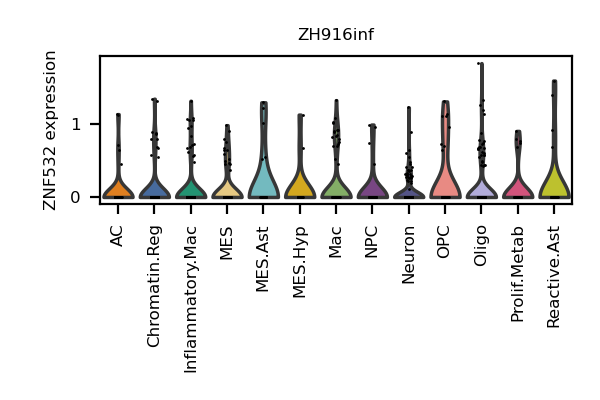 ZH916inf
ZNF532 expression
1
0
AC
Chromatin.Reg
Inflammatory.Mac
MES
MES.Ast
MES.Hyp
Mac
NPC
Neuron
OPC
Oligo
Prolif.Metab
Reactive.Ast